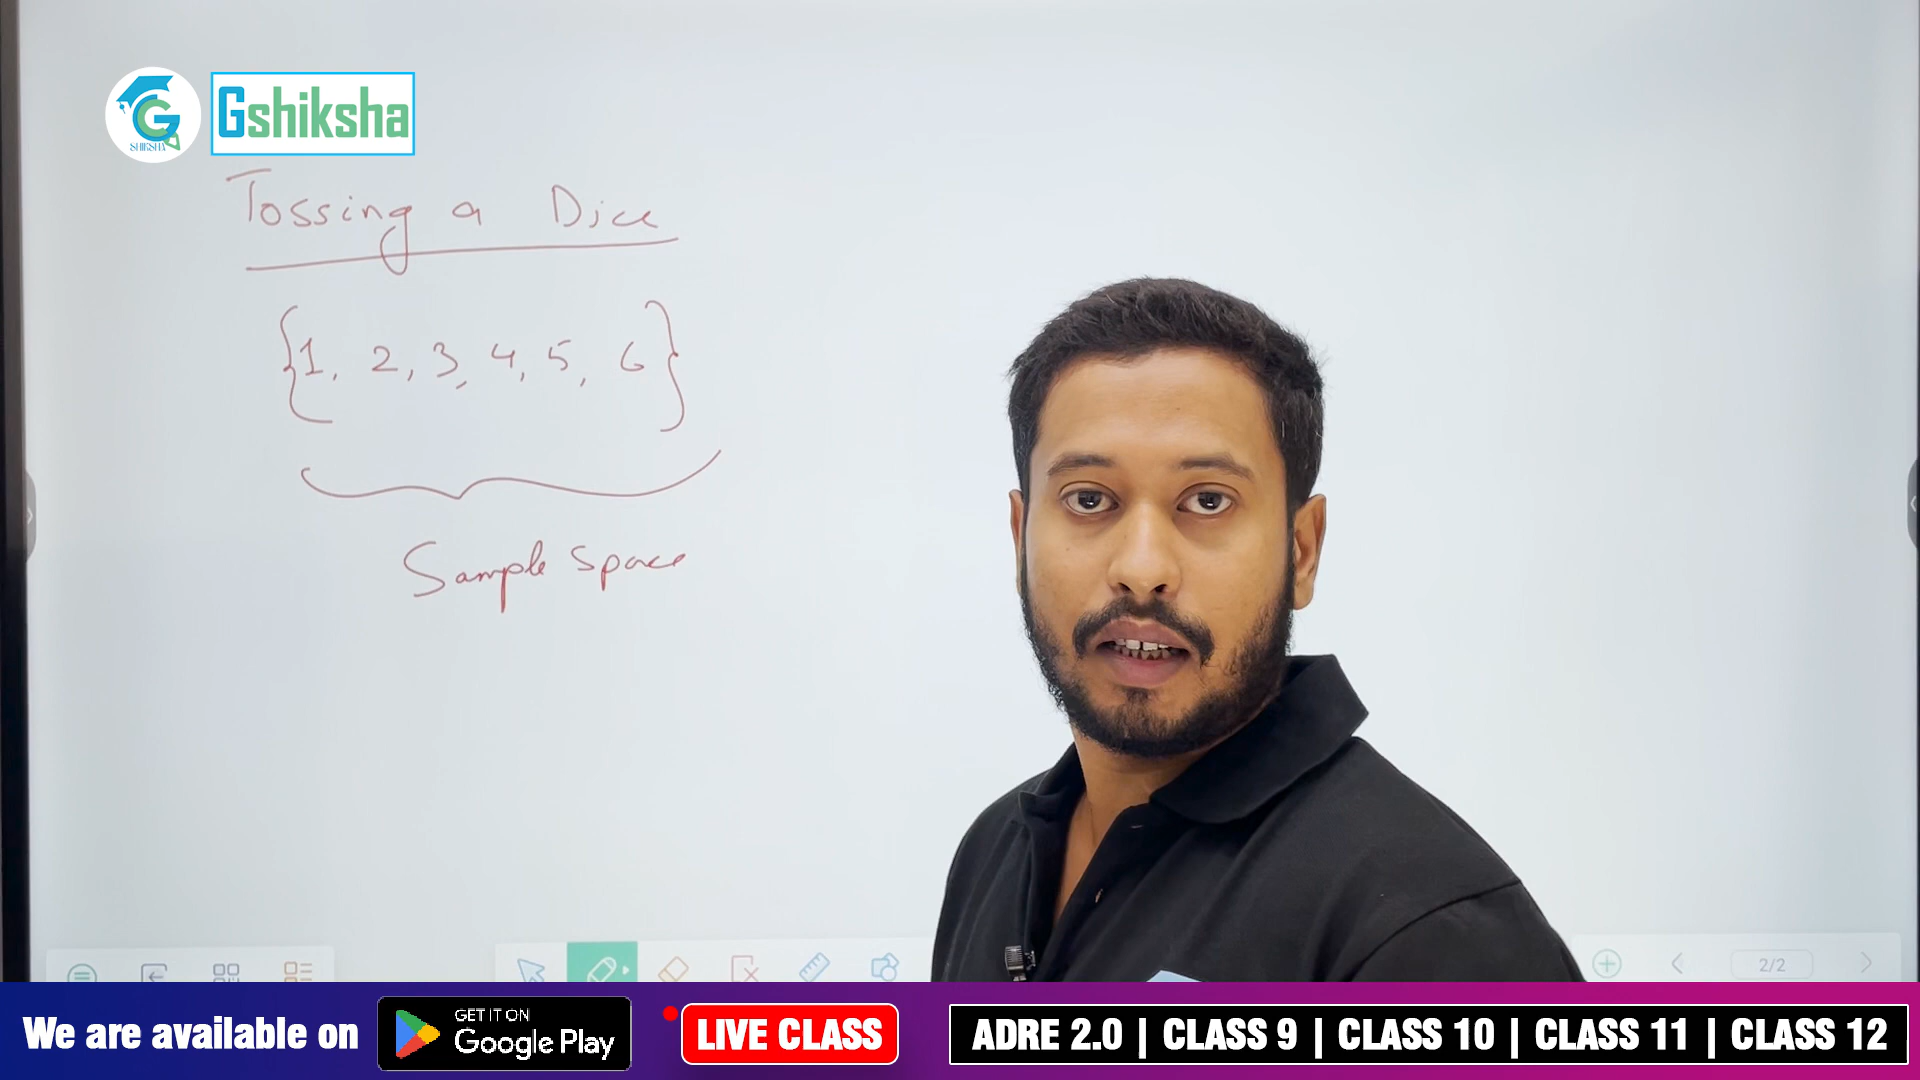 SHIKSHA
Gshiksha
Tossing a Dice
{1, 2, 3, 4, 5, 6}
Sample Space
2/2
We are available on
GET IT ON
Google Play
LIVE CLASS
ADRE 2.0 | CLASS 9 | CLASS 10 | CLASS 11 | CLASS 12